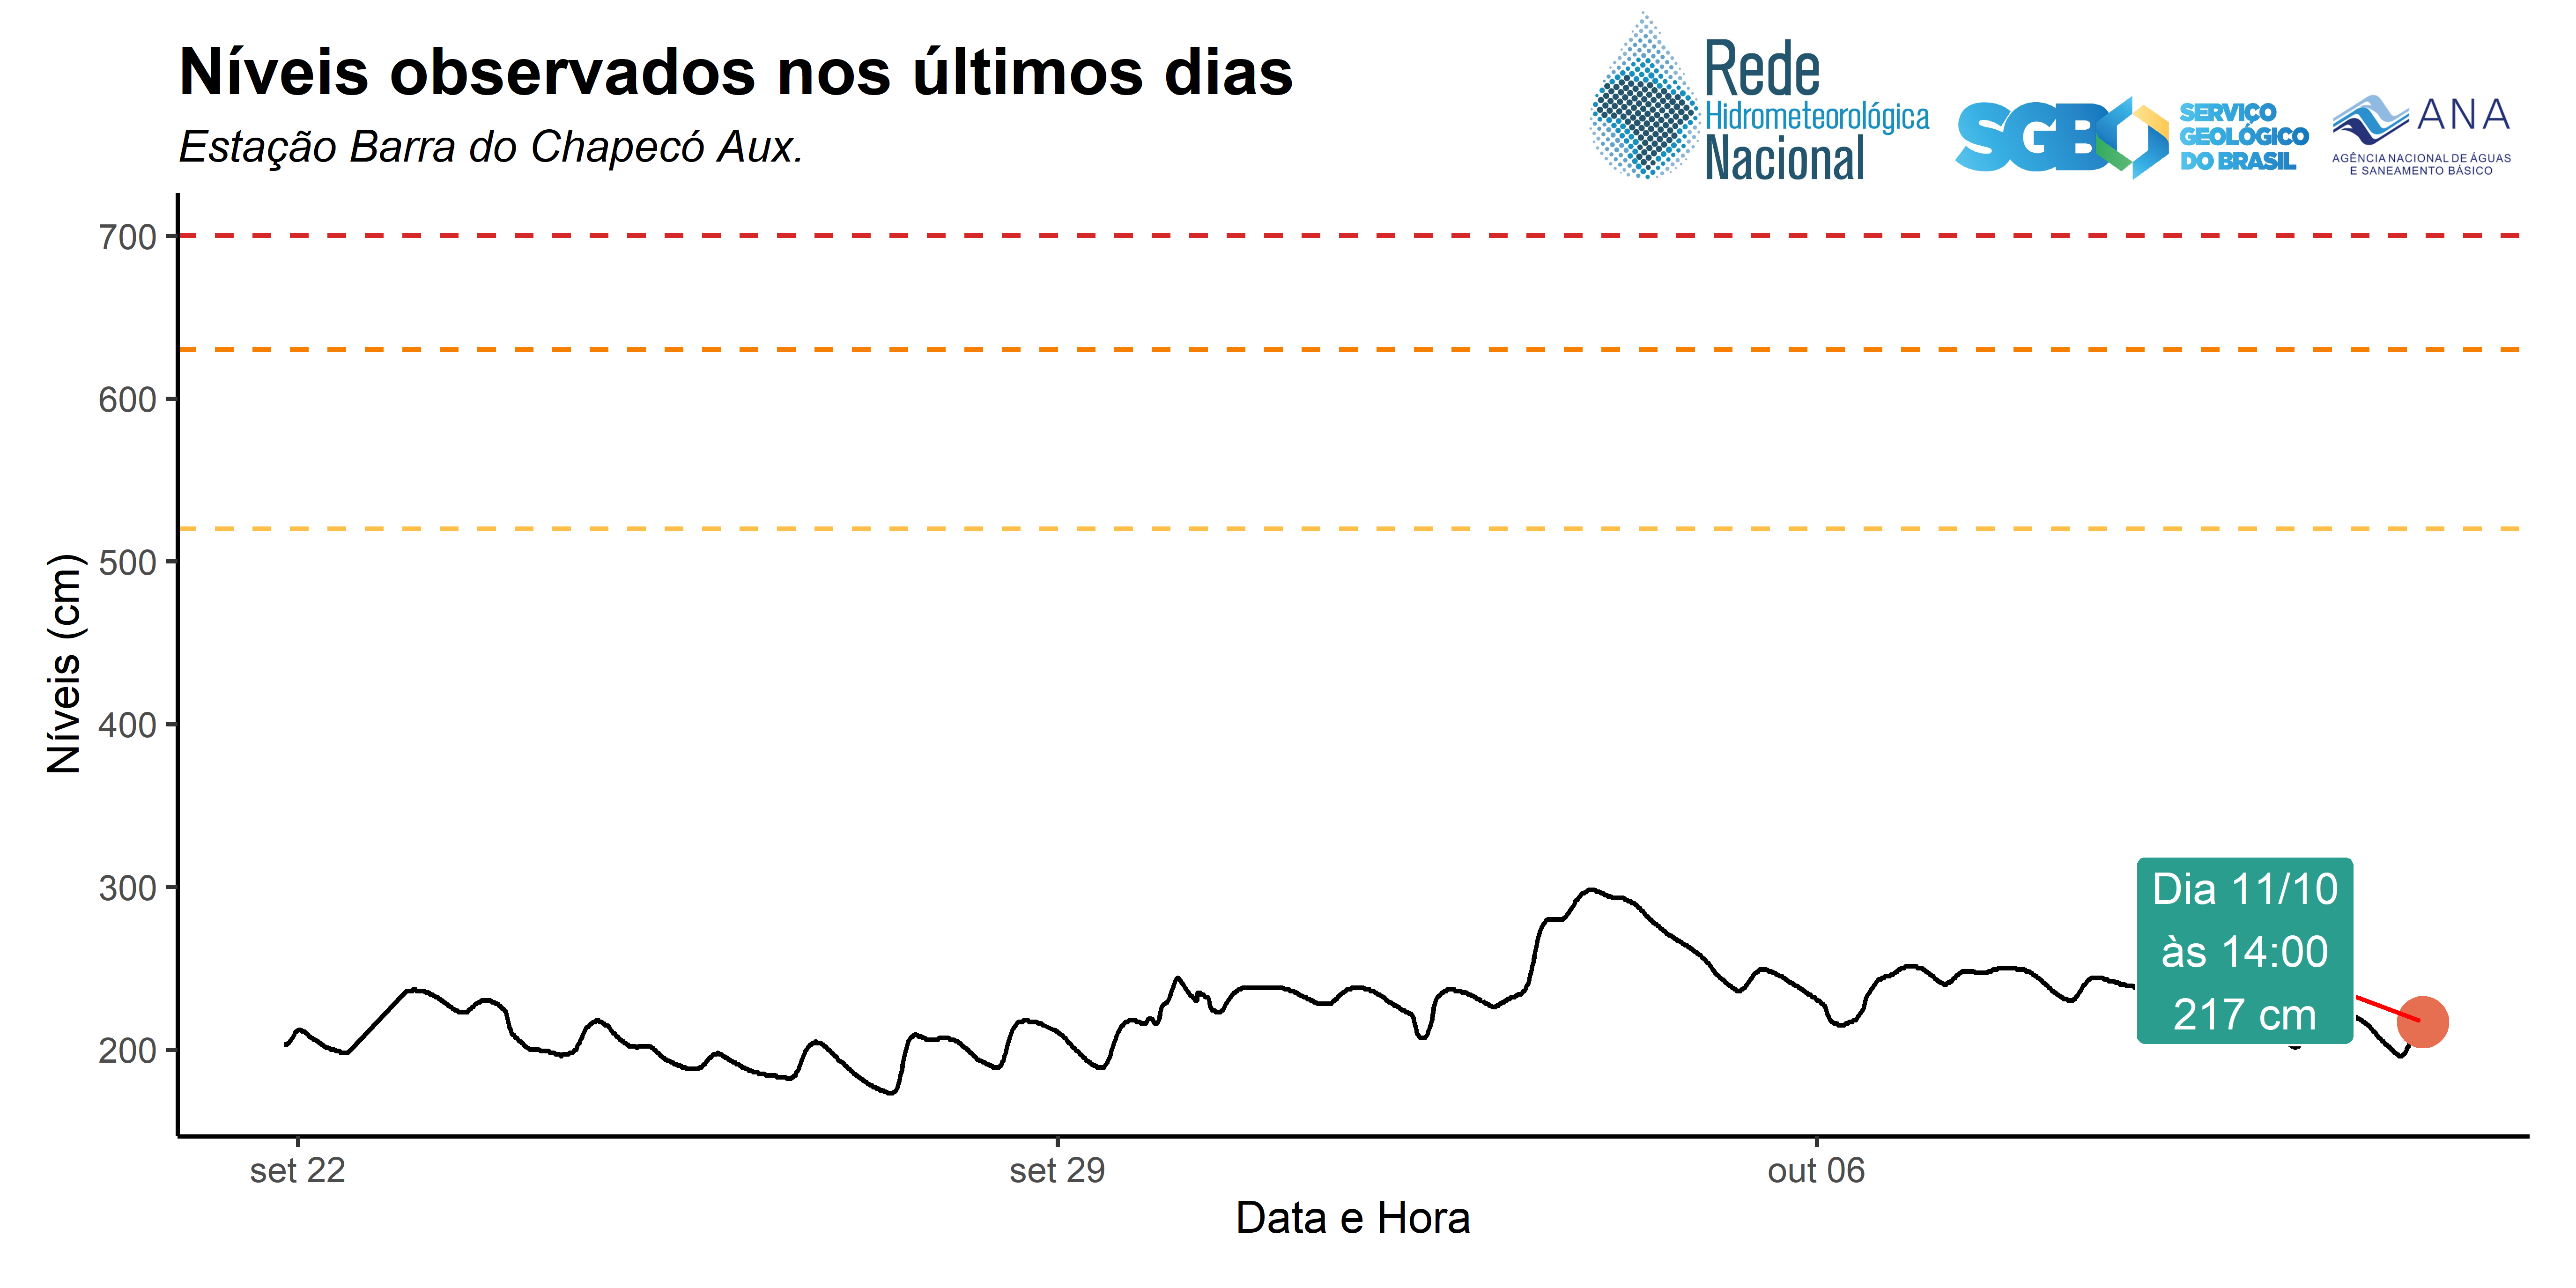 Níveis observados nos últimos dias
Estação Barra do Chapecó Aux.
Rede
Hidrometeorológica
Nacional
SGB
SERVIÇO
GEOLÓGICO
DO BRASIL
ANA
AGÊNCIA NACIONAL DE ÁGUAS
E SANEAMENTO BÁSICO
Níveis (cm)
700
600
500
400
300
200
Dia 11/10
às 14:00
217 cm
set 22
set 29
out 06
Data e Hora